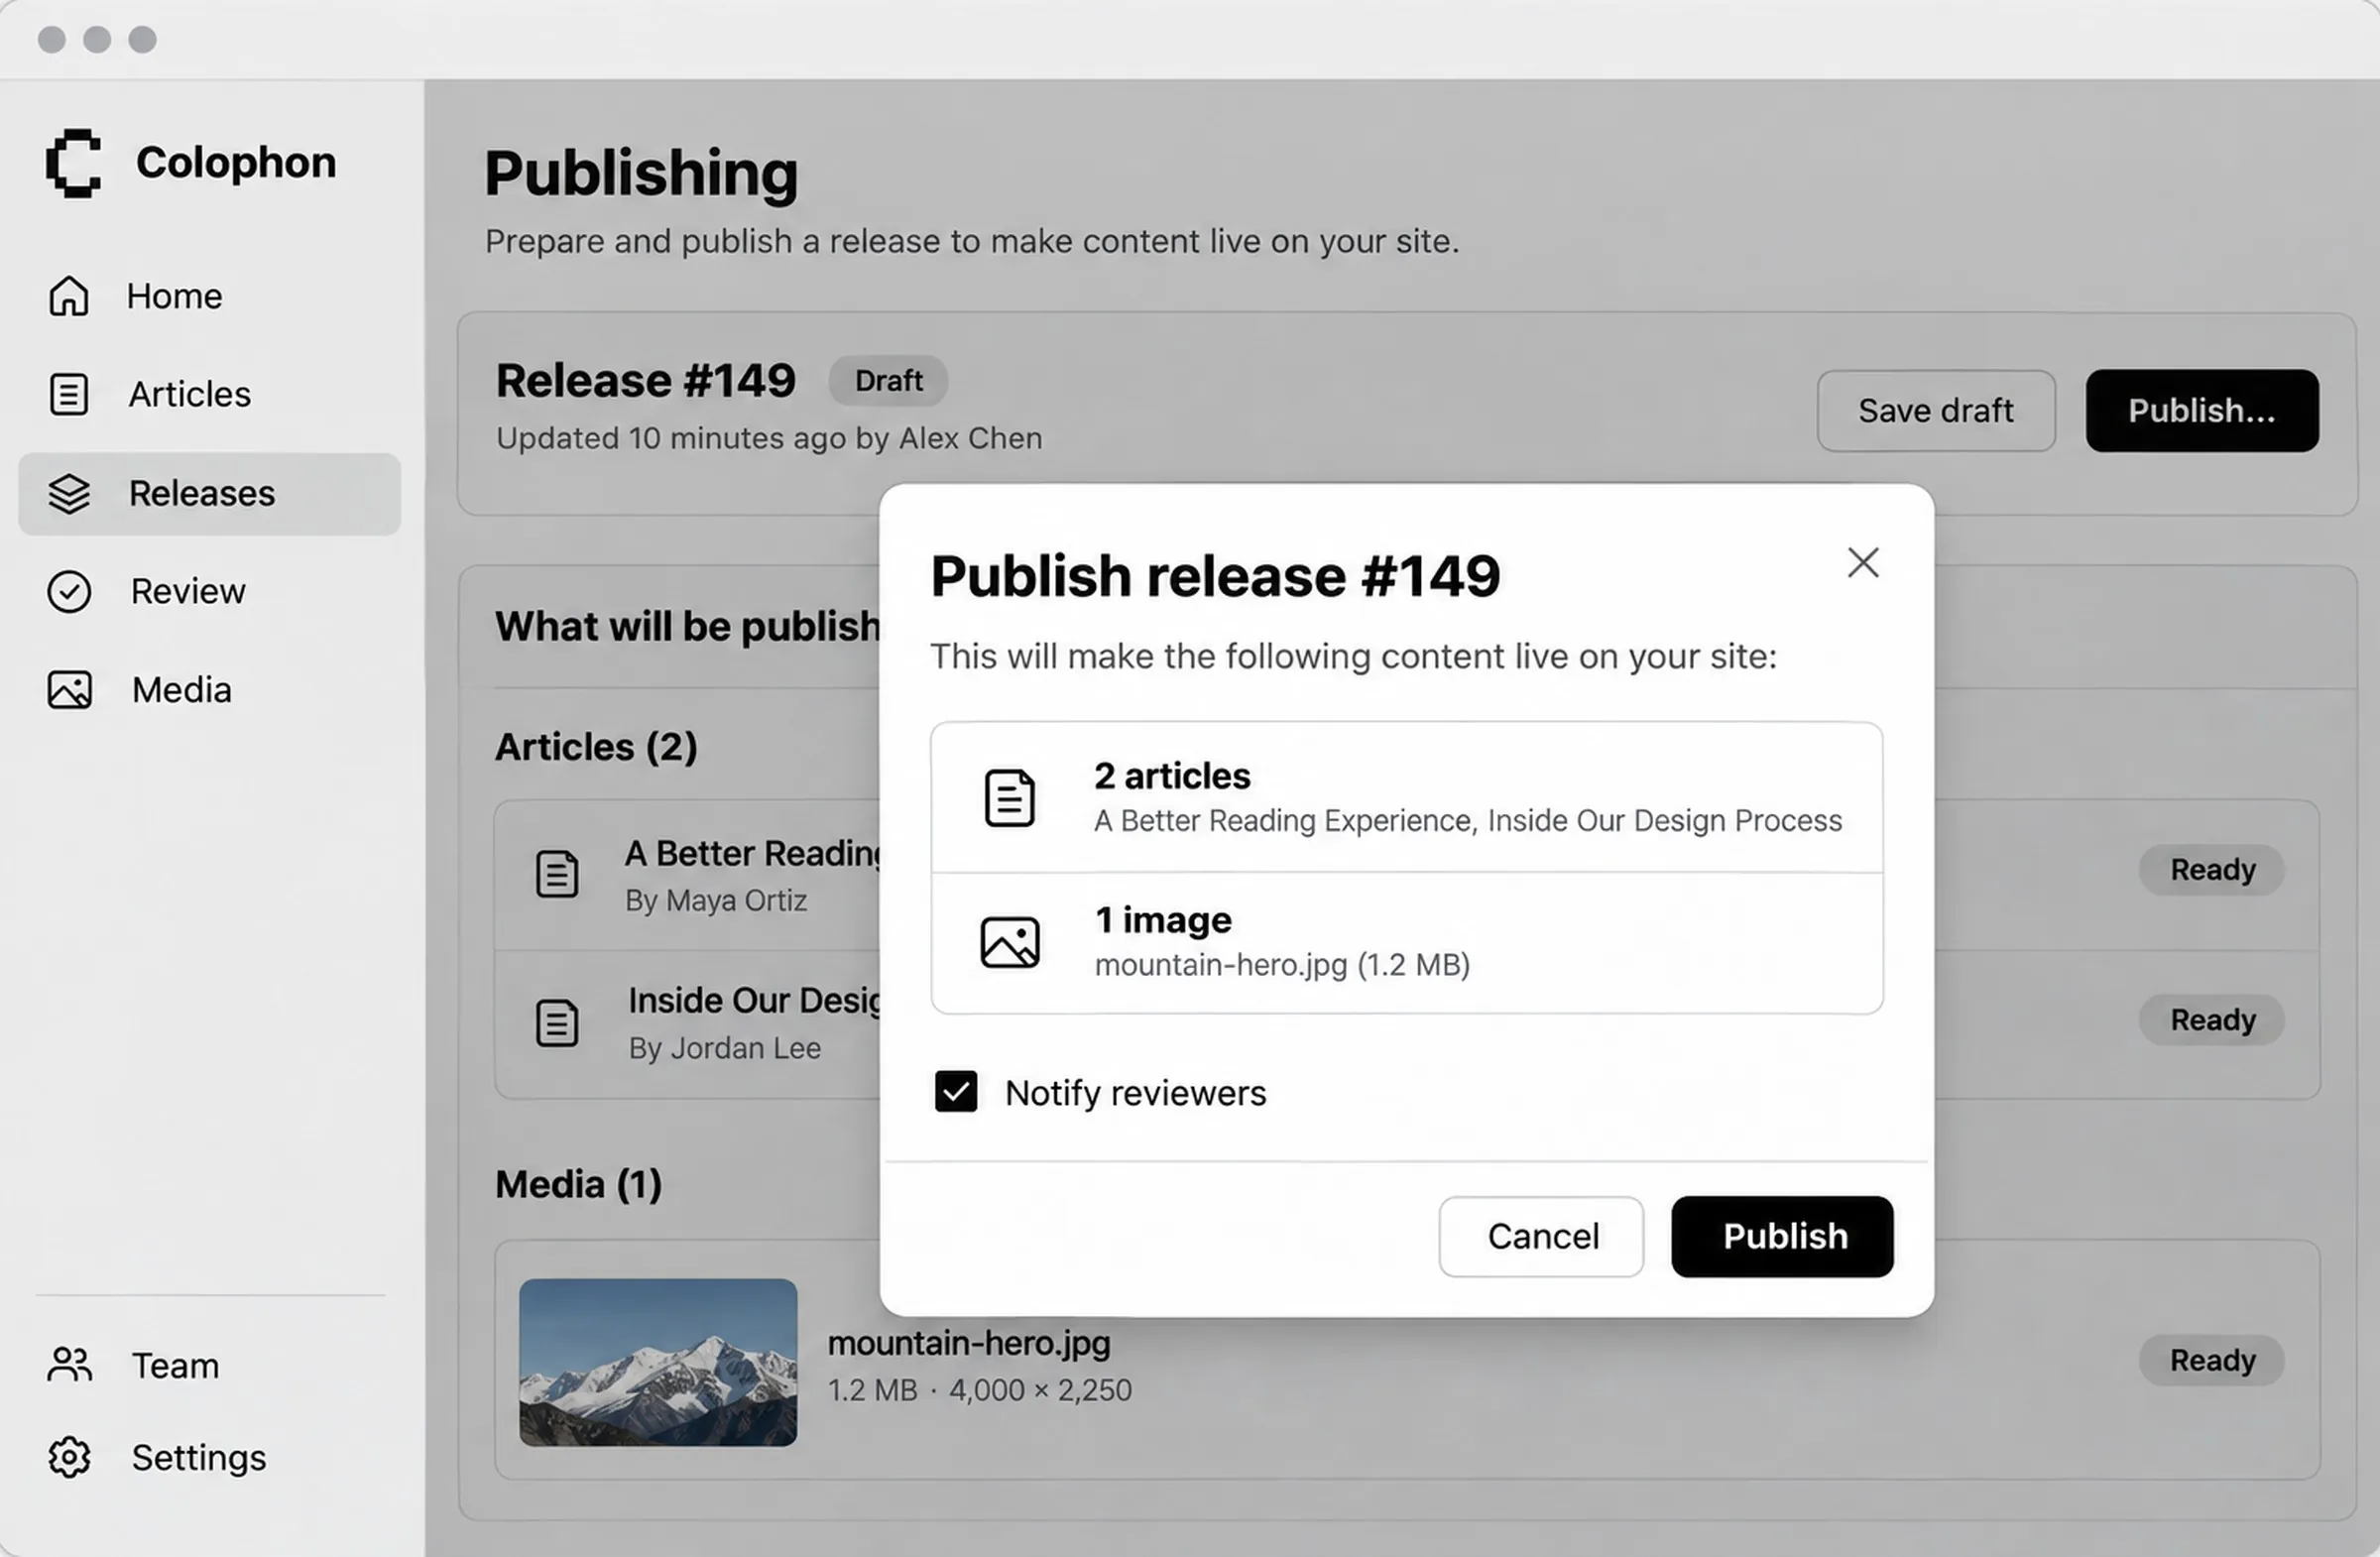 Colophon
Home
Articles
Releases
Review
Media
Team
Settings
Publishing
Prepare and publish a release to make content live on your site.
Release #149
Draft
Updated 10 minutes ago by Alex Chen
Save draft
Publish...
What will be publish
Articles (2)
A Better Reading
By Maya Ortiz
Ready
Inside Our Desig
By Jordan Lee
Ready
Media (1)
mountain-hero.jpg
1.2 MB · 4,000 × 2,250
Ready
Publish release #149
This will make the following content live on your site:
2 articles
A Better Reading Experience, Inside Our Design Process
1 image
mountain-hero.jpg (1.2 MB)
Notify reviewers
Cancel
Publish